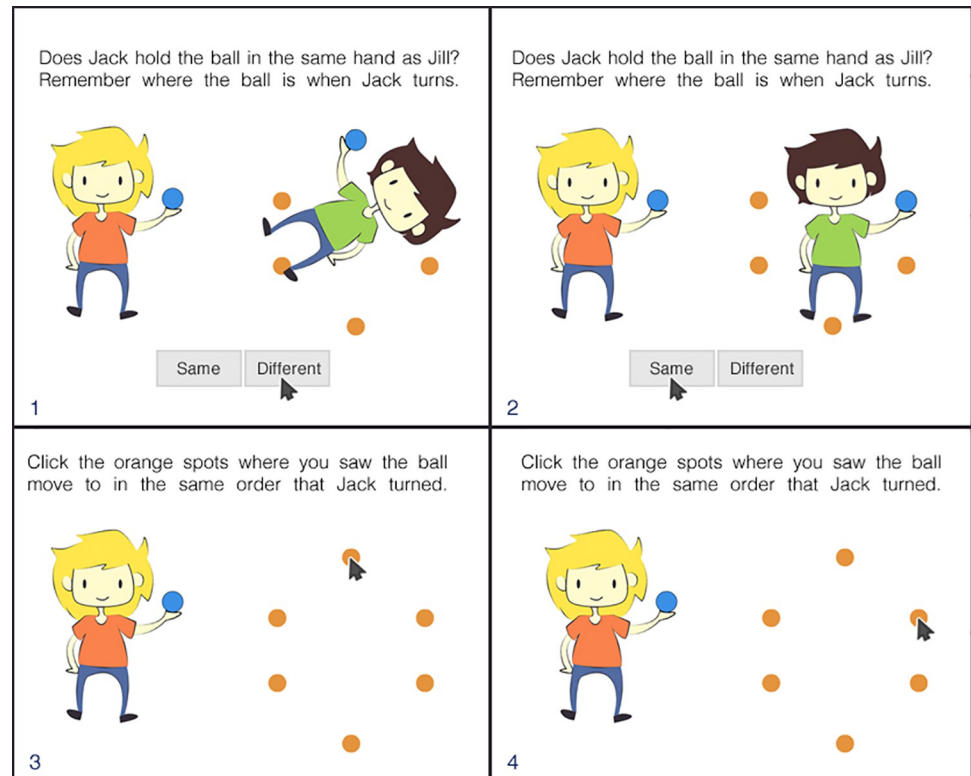 Does Jack hold the ball in the same hand as Jill?
Remember where the ball is when Jack turns.
Same
Different
1
Does Jack hold the ball in the same hand as Jill?
Remember where the ball is when Jack turns.
Same
Different
2
Click the orange spots where you saw the ball
move to in the same order that Jack turned.
3
Click the orange spots where you saw the ball
move to in the same order that Jack turned.
4